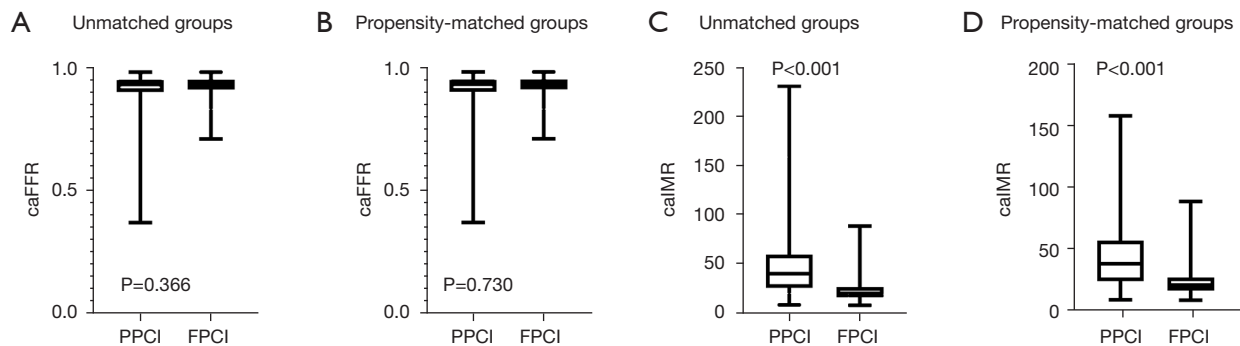 A Unmatched groups
1.0
0.5
0.0
caFFR
P=0.366
PPCI FPCI
B Propensity-matched groups
1.0
0.5
0.0
caFFR
P=0.730
PPCI FPCI
C Unmatched groups
250
200
150
100
50
0
caIMR
P<0.001
PPCI FPCI
D Propensity-matched groups
200
150
100
50
0
caIMR
P<0.001
PPCI FPCI